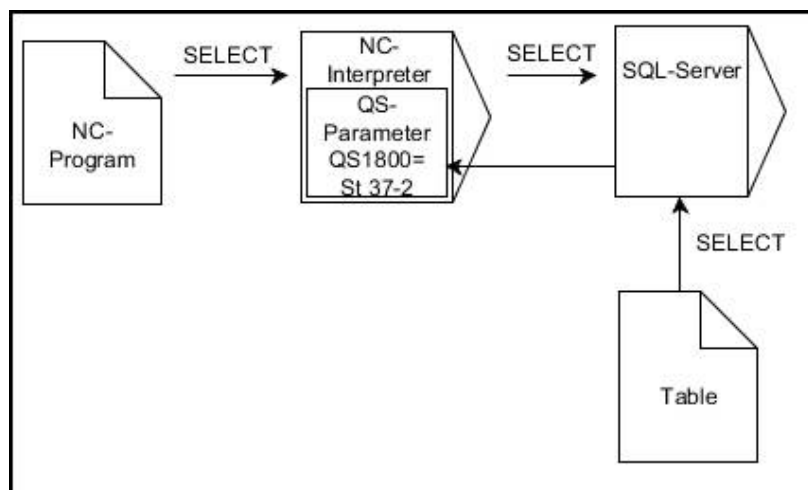 NC-
Program
SELECT
NC-
Interpreter
QS-
Parameter
QS1800=
St 37-2
SELECT
SQL-Server
SELECT
Table